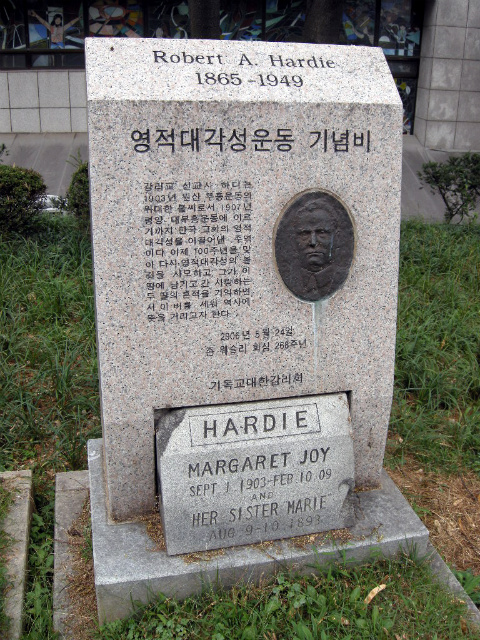 Robert A. Hardie
1865-1949
영적대각성운동 기념비
감리교 선교사 하디는
1903년 원산 부흥운동의
위대한 불씨로서 1907년
평양 대부흥운동에 이르
기까지 한국 교회의 영적
대각성을 이끌어낸 주역
이다 이제 100주년을 맞
이 다시 영적대각성의 불
길을 사모하고 그가 이
땅에 남기고 간 사랑하는
두 딸의 흔적을 기억하면
서 이 비를 세워 역사에
뜻을 기리고자 한다
2006년 5월 24일
존 웨슬리 회심 268주년
기독교대한감리회
HARDIE
MARGARET JOY
SEPT 1 1903-FEB 10 09
AND
HER SISTER MARIE
AUG 9-10 1893